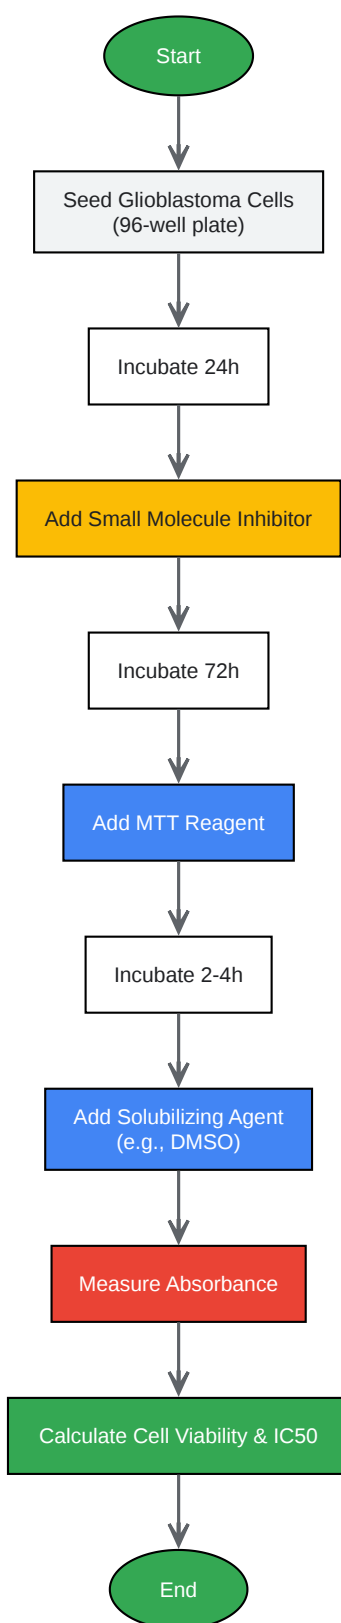 Start
Seed Glioblastoma Cells
(96-well plate)
Incubate 24h
Add Small Molecule Inhibitor
Incubate 72h
Add MTT Reagent
Incubate 2-4h
Add Solubilizing Agent
(e.g., DMSO)
Measure Absorbance
Calculate Cell Viability & IC50
End